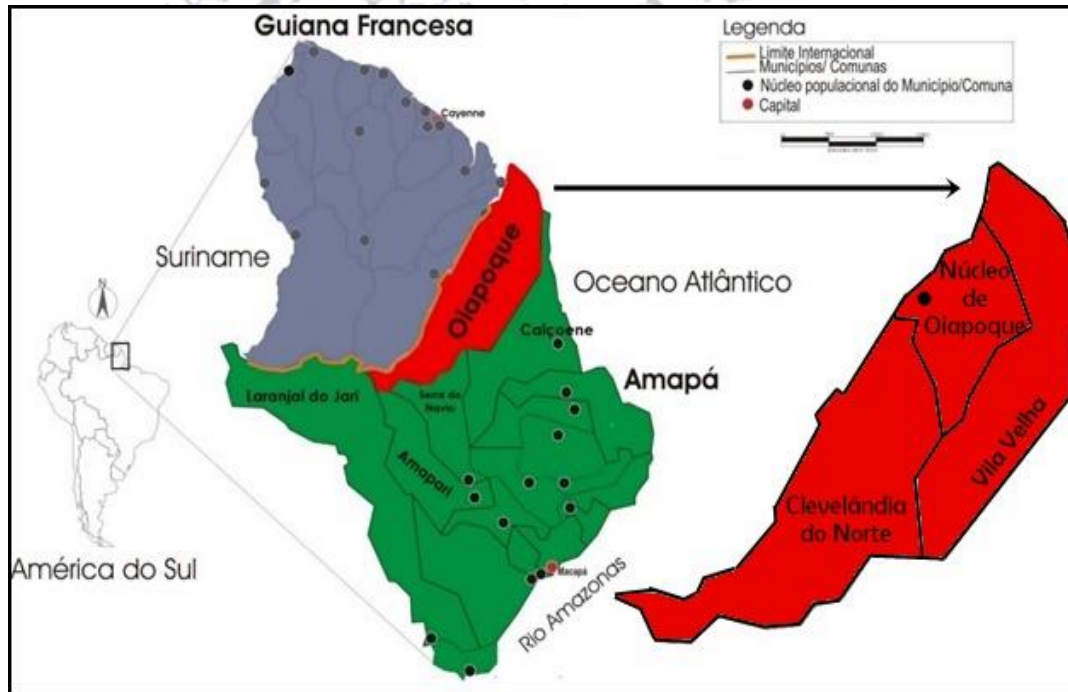 Guiana Francesa
Legenda
Limite Internacional
Municípios/ Comunas
Núcleo populacional do Município/Comuna
Capital
Cayenne
Suriname
Oiapoque
Oceano Atlântico
N
Núcleo
de
Oiapoque
Calçoene
Amapá
Laranjal do Jari
Serra do
Navio
Amapari
Vila Velha
Clevelândia
do Norte
Macapá
Rio Amazonas
América do Sul